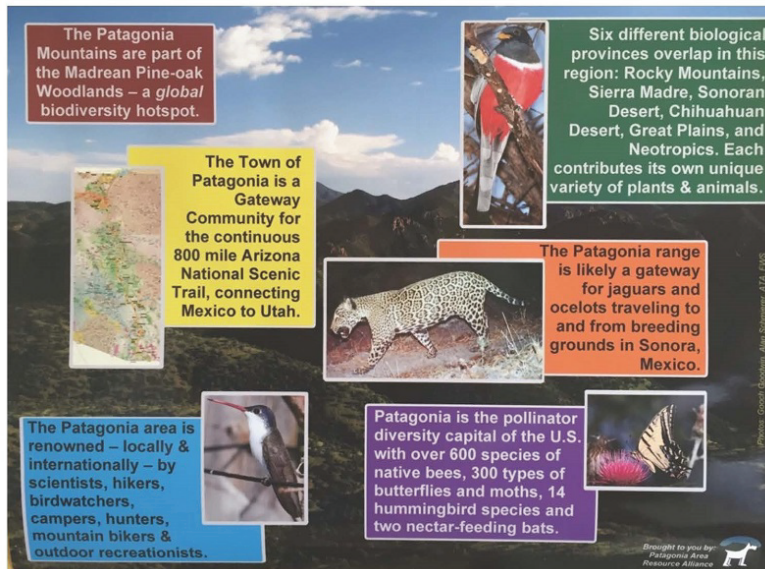 The Patagonia
Mountains are part of
the Madrean Pine-oak
Woodlands – a global
biodiversity hotspot.
Six different biological
provinces overlap in this
region: Rocky Mountains,
Sierra Madre, Sonoran
Desert, Chihuahuan
Desert, Great Plains, and
Neotropics. Each
contributes its own unique
variety of plants & animals.
The Town of
Patagonia is a
Gateway
Community for
the continuous
800 mile Arizona
National Scenic
Trail, connecting
Mexico to Utah.
The Patagonia range
is likely a gateway
for jaguars and
ocelots traveling to
and from breeding
grounds in Sonora,
Mexico.
The Patagonia area is
renowned – locally &
internationally – by
scientists, hikers,
birdwatchers,
campers, hunters,
mountain bikers &
outdoor recreationists.
Patagonia is the pollinator
diversity capital of the U.S.
with over 600 species of
native bees, 300 types of
butterflies and moths, 14
hummingbird species and
two nectar-feeding bats.
Brought to you by:
Patagonia Area
Resource Alliance